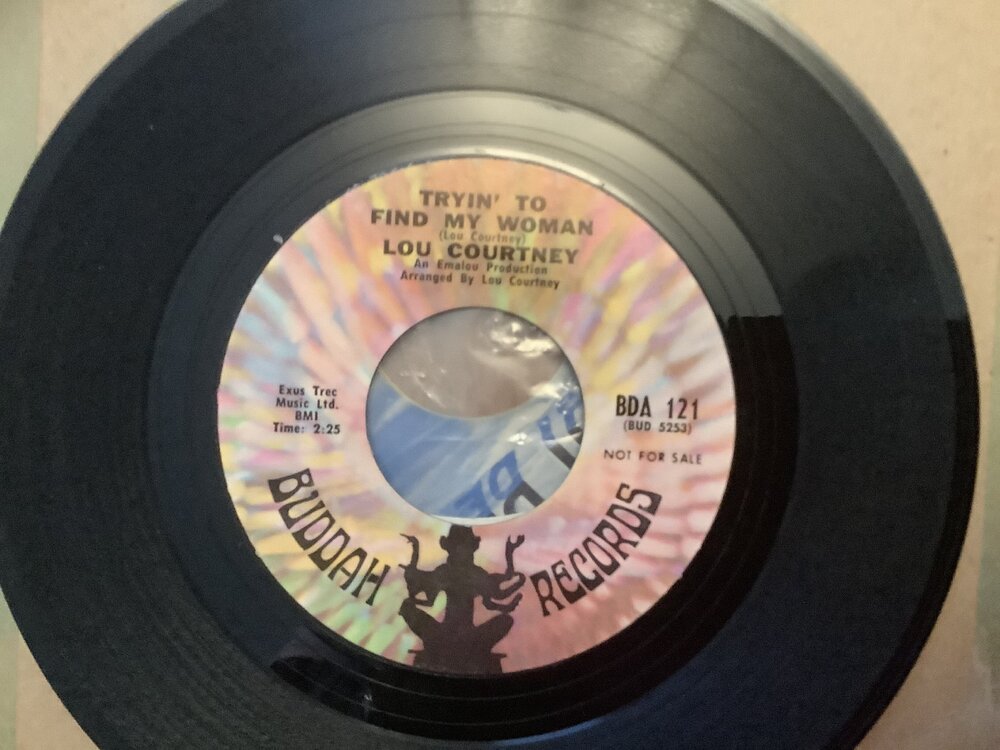 TRYIN' TO
FIND MY WOMAN
(Lou Courtney)
LOU COURTNEY
An Emalou Production
Arranged By Lou Courtney
Exus Trec
Music Ltd.
BMI
Time: 2:25
BDA 121
(BUD 5253)
NOT FOR SALE
BUDDAH RECORDS